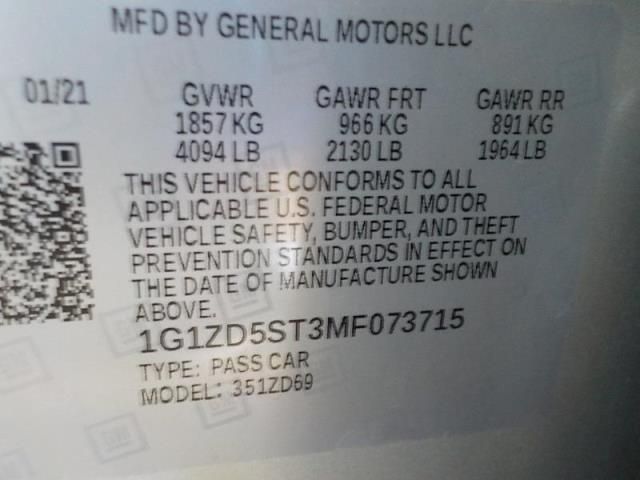 MFD BY GENERAL MOTORS LLC
01/21 GVWR GAWR FRT GAWR RR
1857 KG 966 KG 891 KG
4094 LB 2130 LB 1964 LB
THIS VEHICLE CONFORMS TO ALL
APPLICABLE U.S. FEDERAL MOTOR
VEHICLE SAFETY, BUMPER, AND THEFT
PREVENTION STANDARDS IN EFFECT ON
THE DATE OF MANUFACTURE SHOWN
ABOVE.
1G1ZD5ST3MF073715
TYPE: PASS CAR
MODEL: 351ZD69
GM
GM